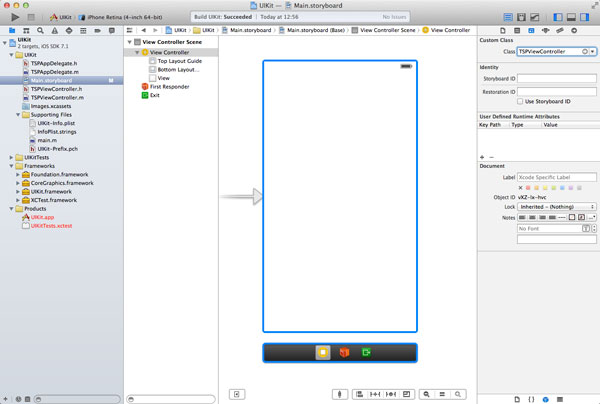 UIKit — Main.storyboard
UIKit
iPhone Retina (4-inch 64-bit)
Build UIKit: Succeeded
Today at 12:56
No Issues
UIKit
UIKit
Main.storyboard
Main.storyboard (Base)
View Controller Scene
View Controller
UIKit
2 targets, iOS SDK 7.1
UIKit
TSPAppDelegate.h
TSPAppDelegate.m
Main.storyboard
M
TSPViewController.h
TSPViewController.m
Images.xcassets
Supporting Files
UIKit-Info.plist
InfoPlist.strings
main.m
UIKit-Prefix.pch
UIKitTests
Frameworks
Foundation.framework
CoreGraphics.framework
UIKit.framework
XCTest.framework
Products
UIKit.app
UIKitTests.xctest
View Controller Scene
View Controller
Top Layout Guide
Bottom Layout...
View
First Responder
Exit
Custom Class
Class TSPViewController
Identity
Storyboard ID
Restoration ID
Use Storyboard ID
User Defined Runtime Attributes
Key Path Type Value
Document
Label Xcode Specific Label
Object ID vXZ-lx-hvc
Lock Inherited - (Nothing)
Notes
No Font